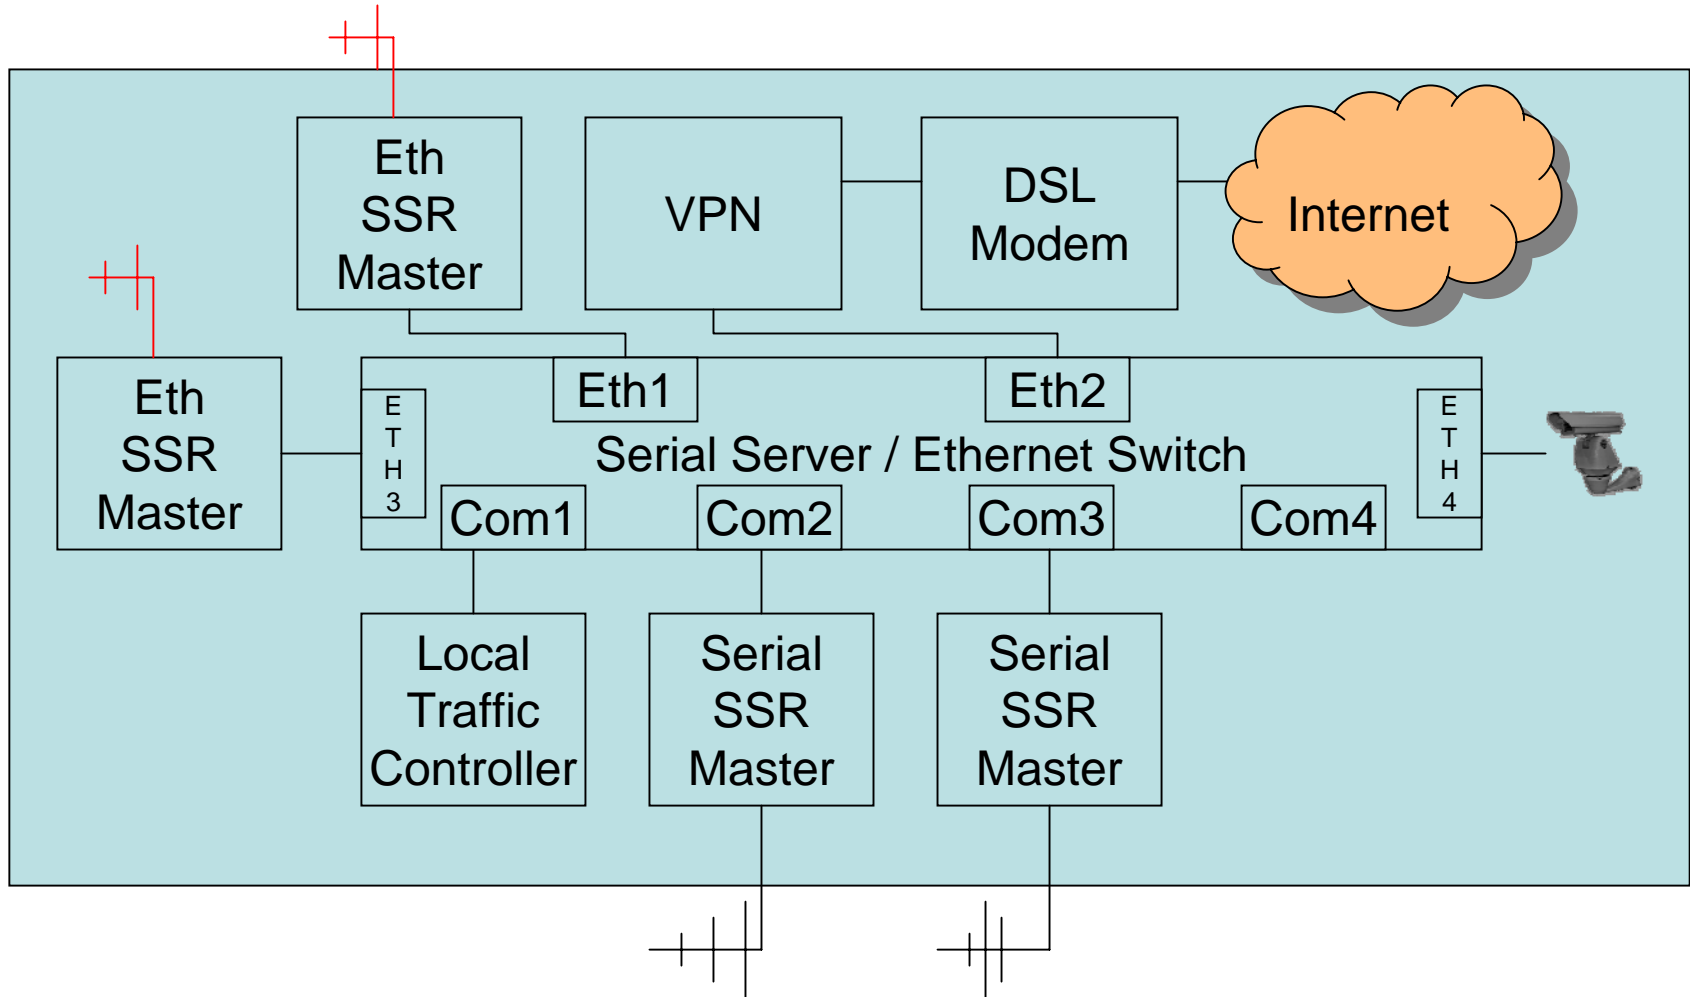 Eth
SSR
Master
VPN
DSL
Modem
Internet
Eth
SSR
Master
Eth1
Eth2
E
T
H
3
E
T
H
4
Serial Server / Ethernet Switch
Com1
Com2
Com3
Com4
Local
Traffic
Controller
Serial
SSR
Master
Serial
SSR
Master